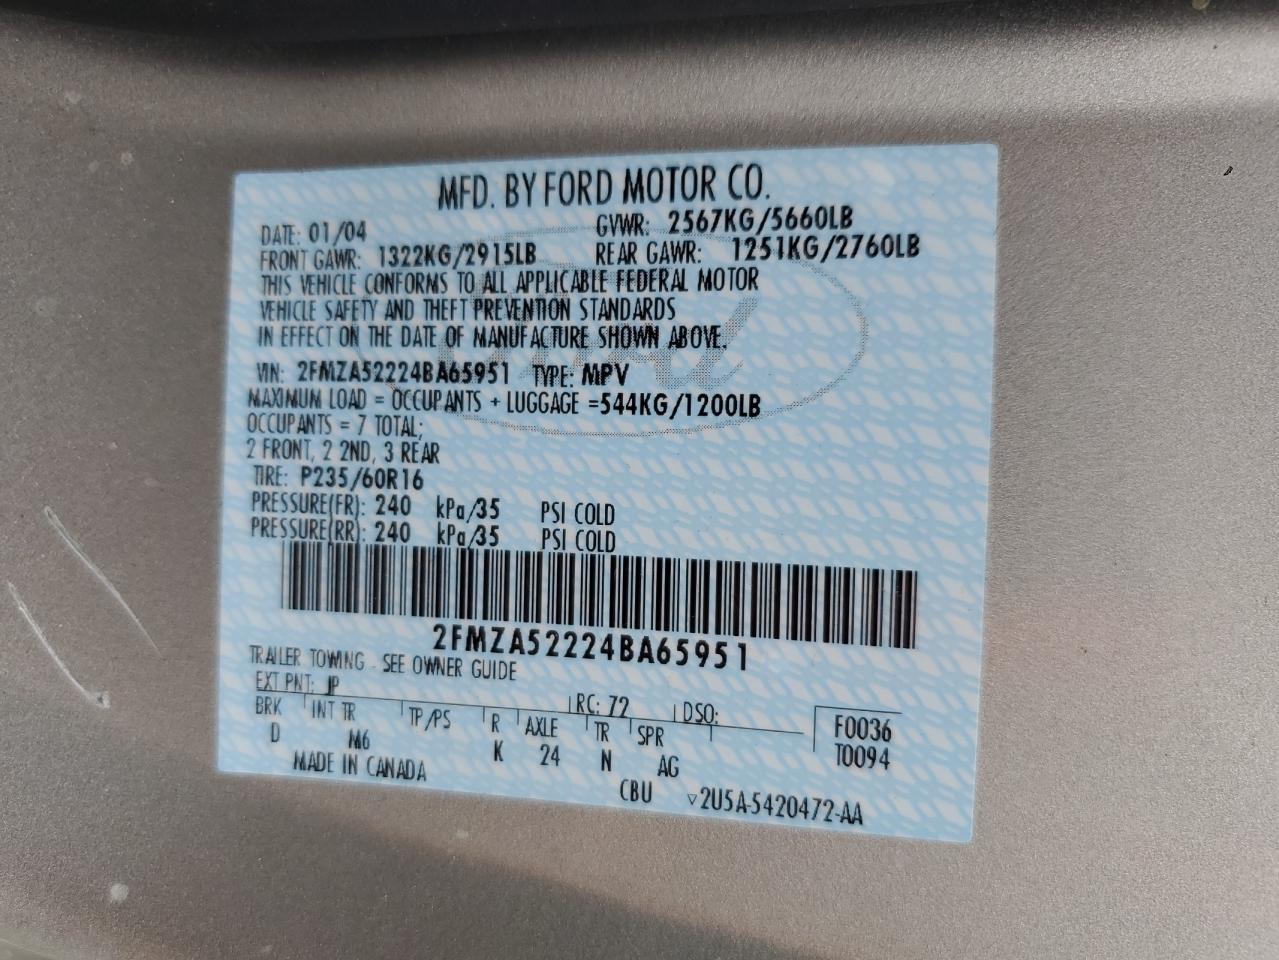 MFD. BY FORD MOTOR CO.
DATE: 01/04 GVWR: 2567KG/5660LB
FRONT GAWR: 1322KG/2915LB REAR GAWR: 1251KG/2760LB
THIS VEHICLE CONFORMS TO ALL APPLICABLE FEDERAL MOTOR
VEHICLE SAFETY AND THEFT PREVENTION STANDARDS
IN EFFECT ON THE DATE OF MANUFACTURE SHOWN ABOVE.
VIN: 2FMZA52224BA65951 TYPE: MPV
MAXIMUM LOAD = OCCUPANTS + LUGGAGE =544KG/1200LB
OCCUPANTS = 7 TOTAL;
2 FRONT, 2 2ND, 3 REAR
TIRE: P235/60R16
PRESSURE(FR): 240 kPa/35 PSI COLD
PRESSURE(RR): 240 kPa/35 PSI COLD
Ford
2FMZA52224BA65951
TRAILER TOWING - SEE OWNER GUIDE
EXT PNT: JP RC: 72 DSO:
BRK INT TR TP/PS R AXLE TR SPR F0036
D M6 K 24 N AG T0094
MADE IN CANADA
CBU ▽2U5A-5420472-AA